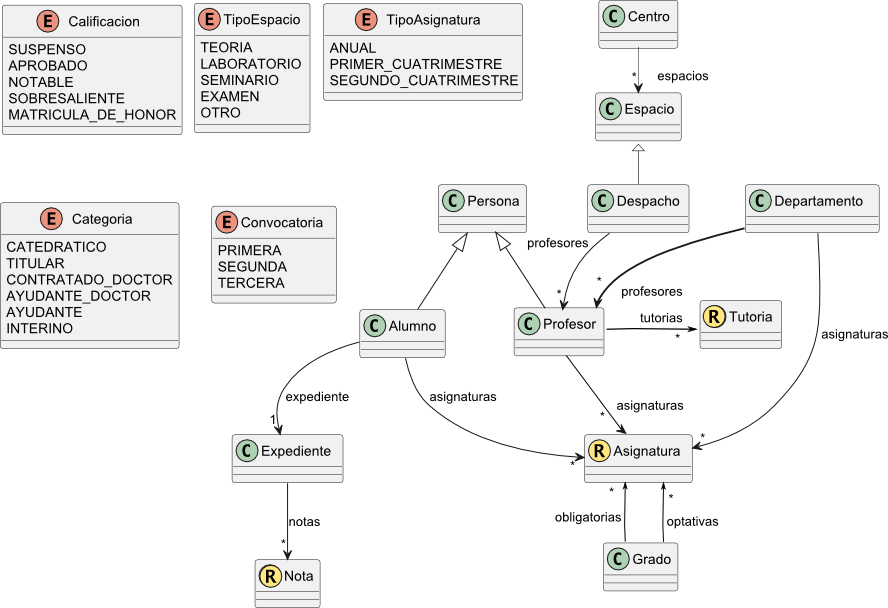 E Calificacion
SUSPENSO
APROBADO
NOTABLE
SOBRESALIENTE
MATRICULA_DE_HONOR
E TipoEspacio
TEORIA
LABORATORIO
SEMINARIO
EXAMEN
OTRO
E TipoAsignatura
ANUAL
PRIMER_CUATRIMESTRE
SEGUNDO_CUATRIMESTRE
C Centro
* espacios
C Espacio
E Categoria
CATEDRATICO
TITULAR
CONTRATADO_DOCTOR
AYUDANTE_DOCTOR
AYUDANTE
INTERINO
E Convocatoria
PRIMERA
SEGUNDA
TERCERA
C Persona
C Despacho
C Departamento
profesores
*
*
profesores
C Alumno
C Profesor
tutorias
*
R Tutoria
asignaturas
expediente
1
asignaturas
*
asignaturas
*
*
C Expediente
R Asignatura
notas
*
*
obligatorias
*
optativas
R Nota
C Grado